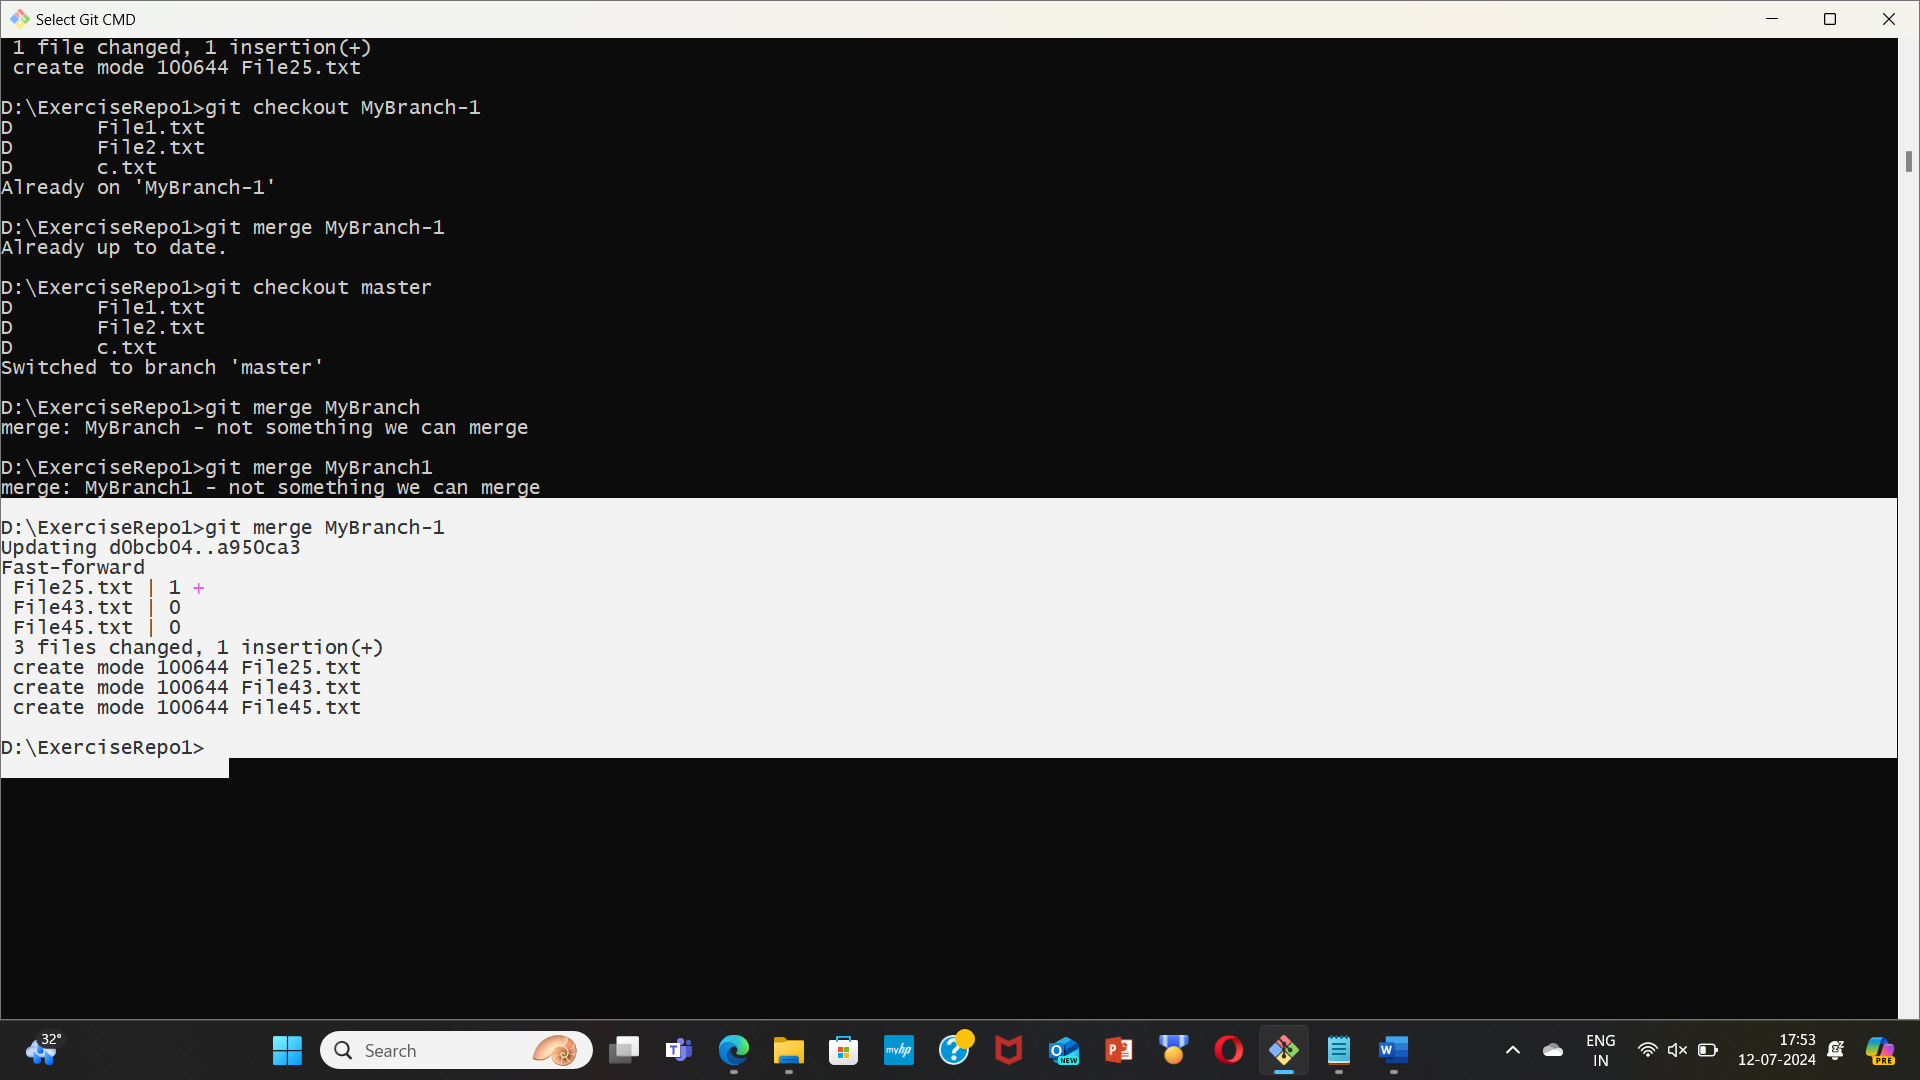 Select Git CMD
1 file changed, 1 insertion(+)
create mode 100644 File25.txt
D:\ExerciseRepo1>git checkout MyBranch-1
D       File1.txt
D       File2.txt
D       c.txt
Already on 'MyBranch-1'
D:\ExerciseRepo1>git merge MyBranch-1
Already up to date.
D:\ExerciseRepo1>git checkout master
D       File1.txt
D       File2.txt
D       c.txt
Switched to branch 'master'
D:\ExerciseRepo1>git merge MyBranch
merge: MyBranch - not something we can merge
D:\ExerciseRepo1>git merge MyBranch1
merge: MyBranch1 - not something we can merge
D:\ExerciseRepo1>git merge MyBranch-1
Updating d0bcb04..a950ca3
Fast-forward
File25.txt | 1 +
File43.txt | 0
File45.txt | 0
3 files changed, 1 insertion(+)
create mode 100644 File25.txt
create mode 100644 File43.txt
create mode 100644 File45.txt
D:\ExerciseRepo1>
32°
Search
myhp
NEW
ENG
IN
17:53
12-07-2024
PRE